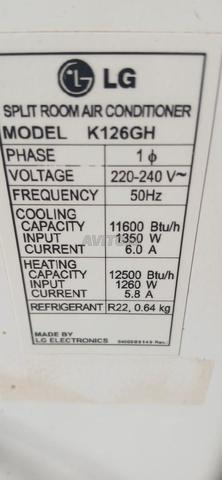 LG
SPLIT ROOM AIR CONDITIONER
MODEL K126GH
PHASE 1 ϕ
VOLTAGE 220-240 V~
FREQUENCY 50Hz
COOLING
CAPACITY 11600 Btu/h
INPUT 1350 W
CURRENT 6.0 A
HEATING
CAPACITY 12500 Btu/h
INPUT 1260 W
CURRENT 5.8 A
REFRIGERANT R22, 0.64 kg
MADE BY
LG ELECTRONICS